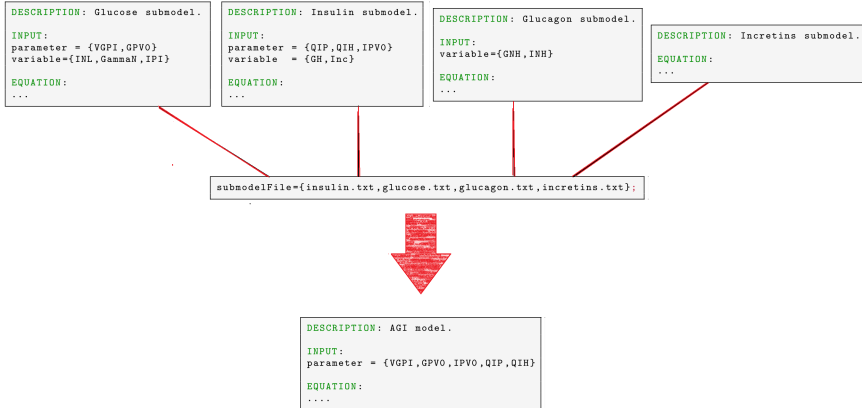 DESCRIPTION: Glucose submodel.
INPUT:
parameter = {VGPI,GPV0}
variable={INL,GammaN,IPI}
EQUATION:
...
DESCRIPTION: Insulin submodel.
INPUT:
parameter = {QIP,QIH,IPV0}
variable = {GH,Inc}
EQUATION:
...
DESCRIPTION: Glucagon submodel.
INPUT:
variable={GNH,INH}
EQUATION:
...
DESCRIPTION: Incretins submodel.
EQUATION:
...
submodelFile={insulin.txt,glucose.txt,glucagon.txt,incretins.txt};
DESCRIPTION: AGI model.
INPUT:
parameter = {VGPI,GPV0,IPV0,QIP,QIH}
EQUATION:
....